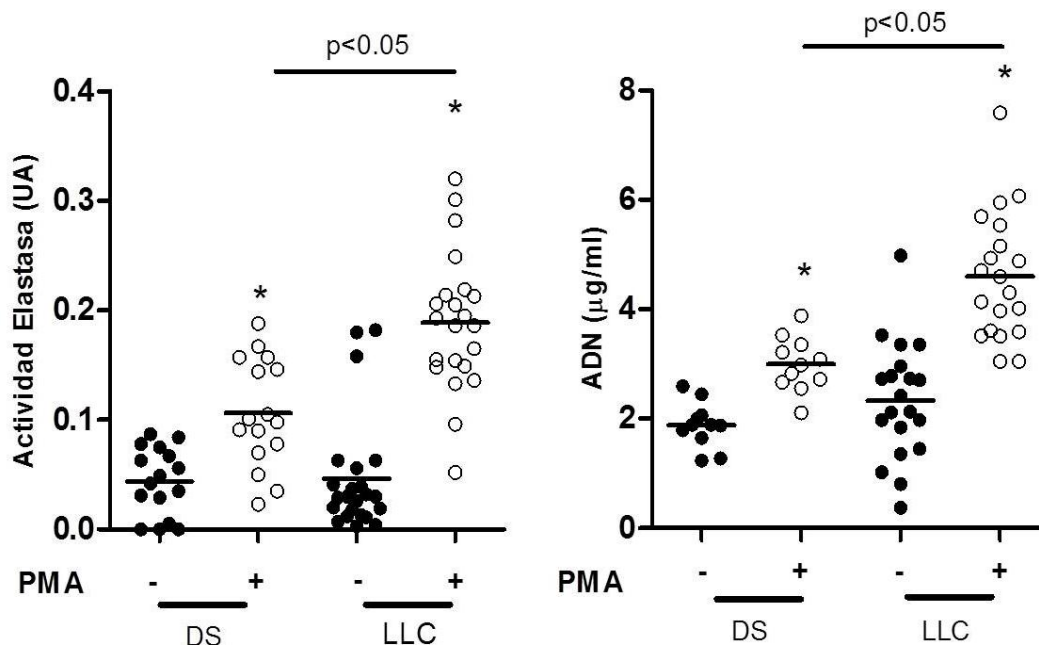 p<0.05
*
*
Actividad Elastasa (UA)
0.4
0.3
0.2
0.1
0.0
PMA - + - +
DS LLC
p<0.05
*
*
ADN (μg/ml)
8
6
4
2
0
PMA - + - +
DS LLC